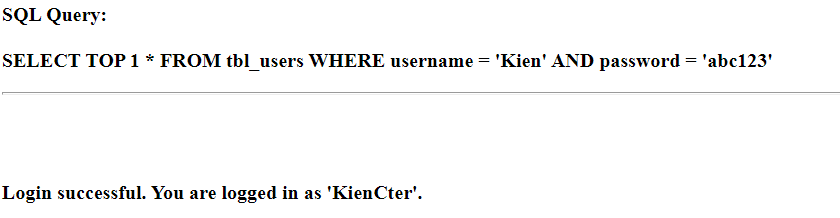 SQL Query:
SELECT TOP 1 * FROM tbl_users WHERE username = 'Kien' AND password = 'abc123'
Login successful. You are logged in as 'KienCter'.